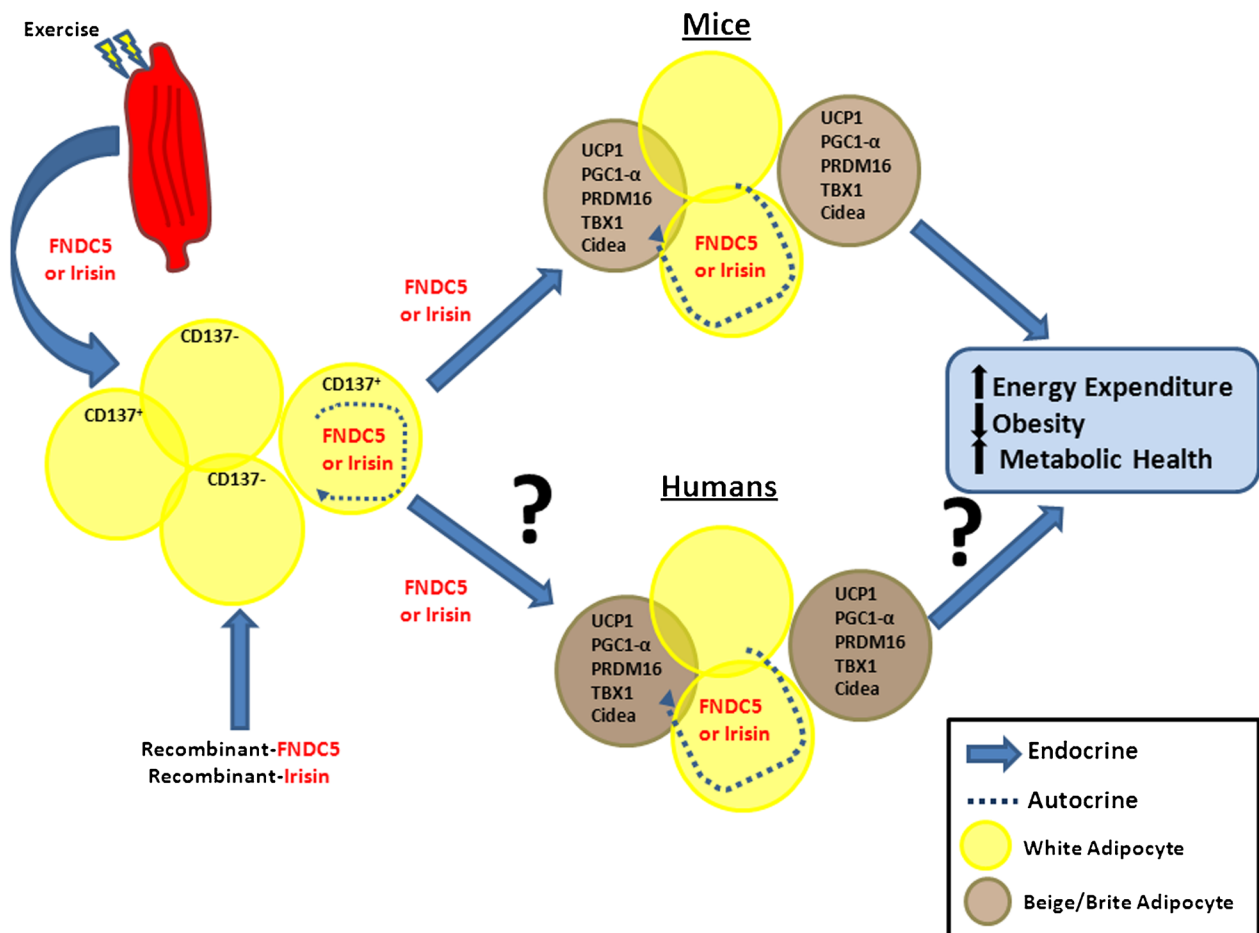 Exercise
FNDC5
or Irisin
CD137-
CD137+
CD137-
CD137+
FNDC5
or Irisin
Recombinant-FNDC5
Recombinant-Irisin
FNDC5
or Irisin
Mice
UCP1
PGC1-α
PRDM16
TBX1
Cidea
FNDC5
or Irisin
UCP1
PGC1-α
PRDM16
TBX1
Cidea
?
FNDC5
or Irisin
Humans
UCP1
PGC1-α
PRDM16
TBX1
Cidea
FNDC5
or Irisin
UCP1
PGC1-α
PRDM16
TBX1
Cidea
?
Energy Expenditure
Obesity
Metabolic Health
Endocrine
Autocrine
White Adipocyte
Beige/Brite Adipocyte